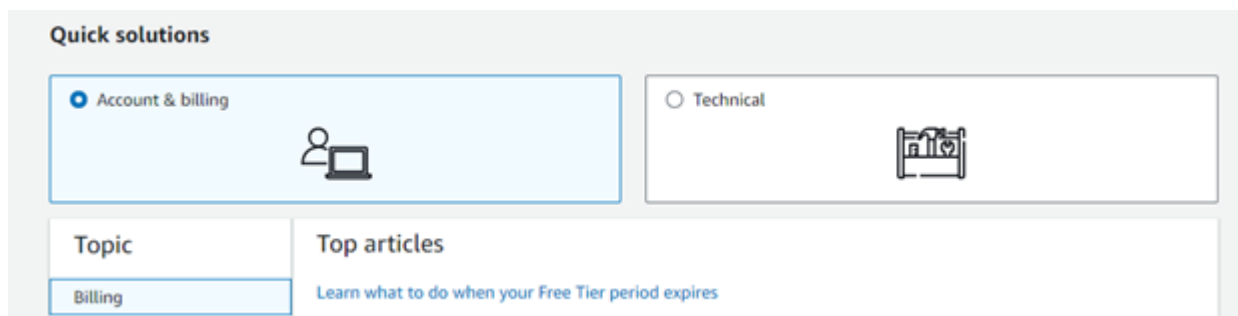 Quick solutions
Account & billing
Technical
Topic
Top articles
Billing
Learn what to do when your Free Tier period expires